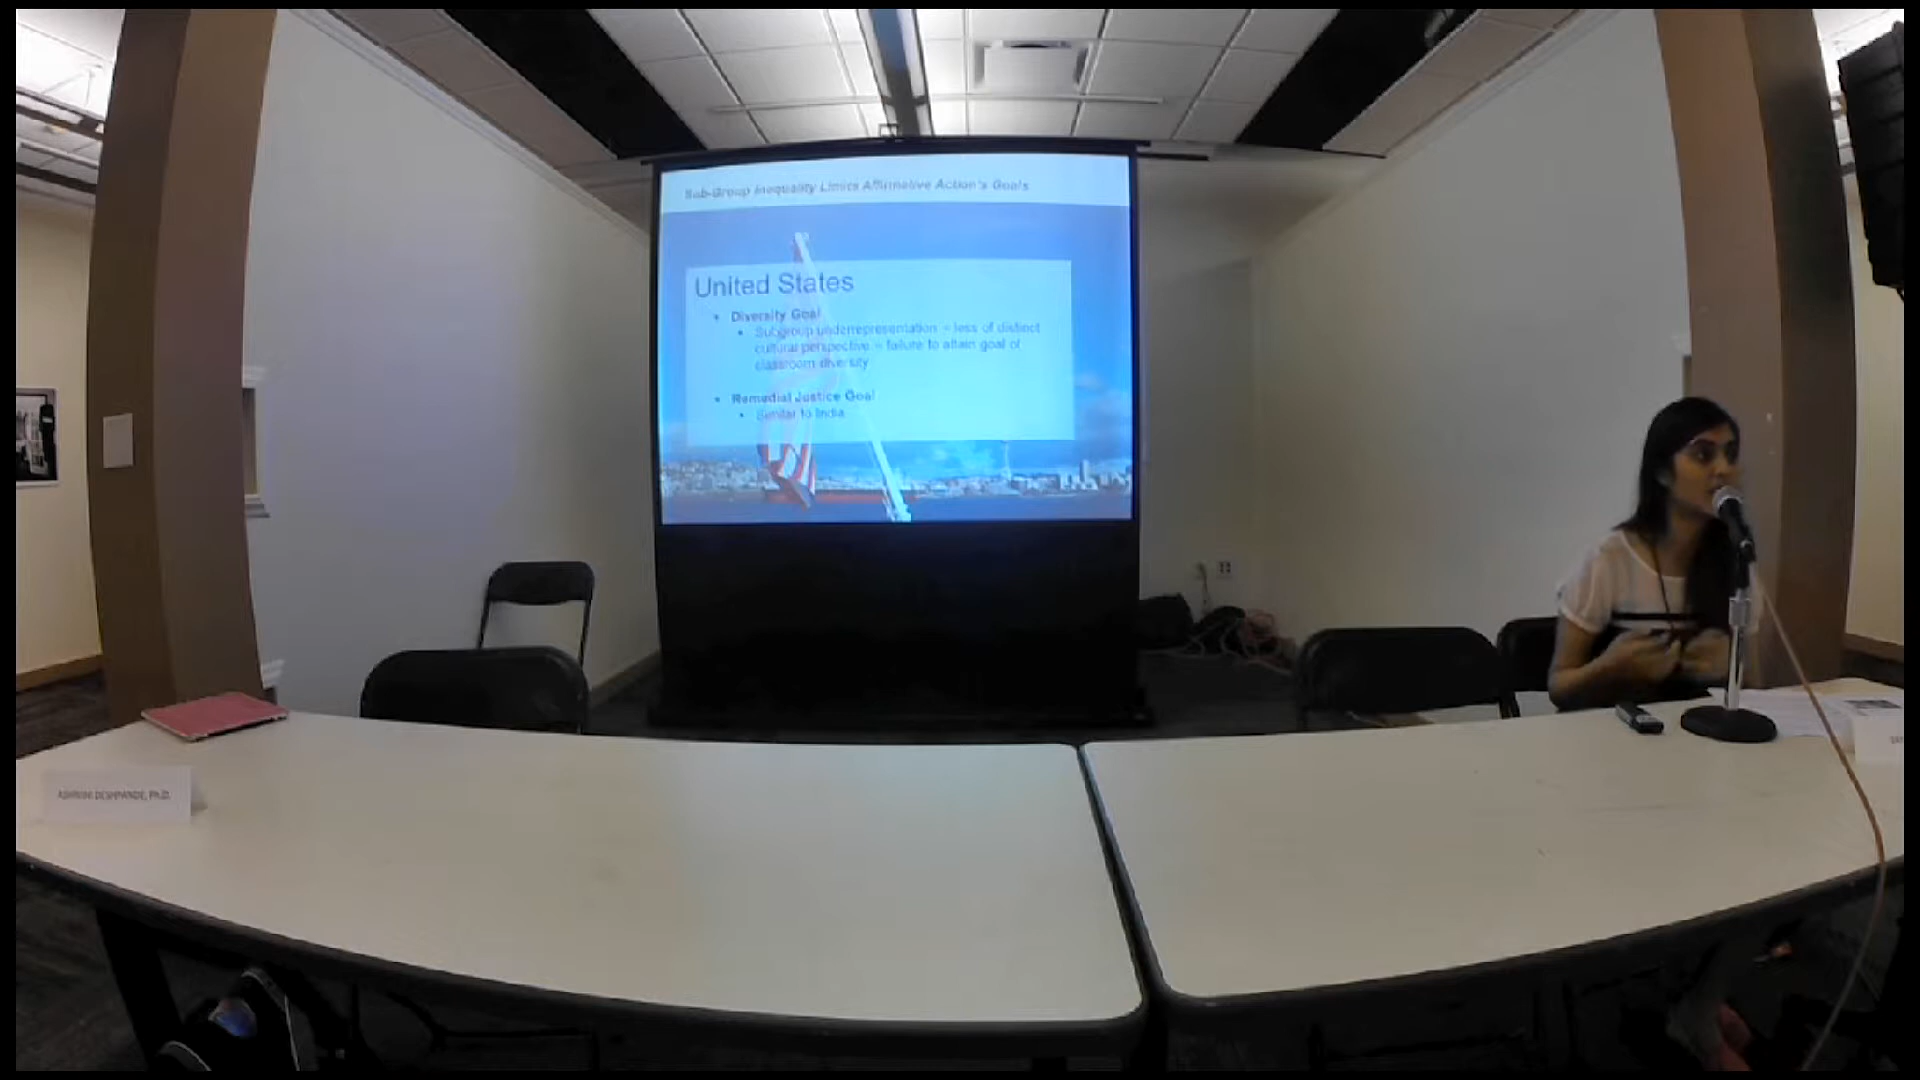 Sub-Group Inequality Limits Affirmative Action's Goals
United States
• Diversity Goal
• Subgroup underrepresentation = less of distinct
cultural perspective = failure to attain goal of
classroom diversity
• Remedial Justice Goal
• Similar to India
ASHWINI DESHPANDE, Ph.D.